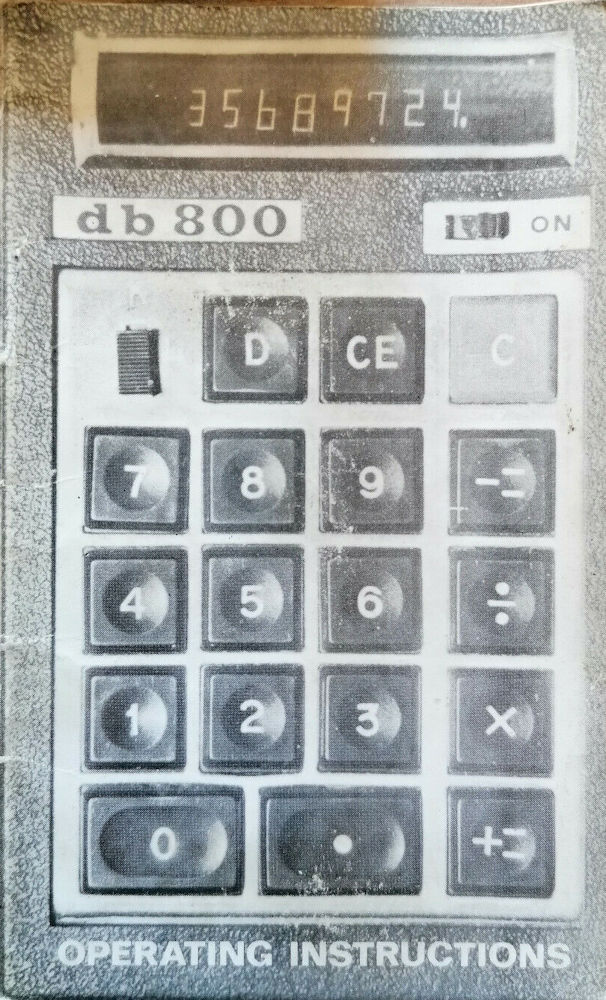 35689724.
db 800
ON
D CE C
7 8 9 -=
4 5 6 ÷
1 2 3 ×
0 . +=
OPERATING INSTRUCTIONS